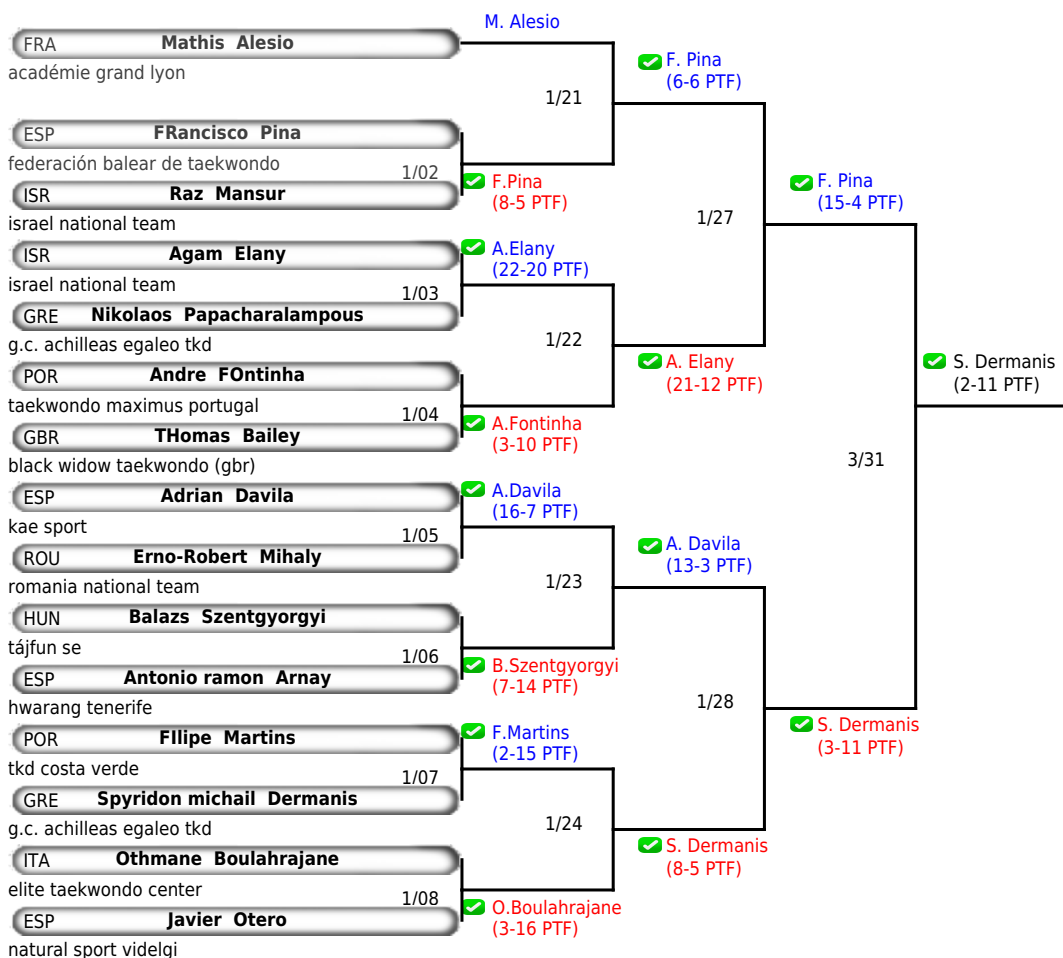 M. Alesio
FRA Mathis Alesio
académie grand lyon
F. Pina
(6-6 PTF)
1/21
ESP FRancisco Pina
federación balear de taekwondo
1/02
F.Pina
(8-5 PTF)
ISR Raz Mansur
israel national team
F. Pina
(15-4 PTF)
1/27
ISR Agam Elany
israel national team
A.Elany
(22-20 PTF)
1/03
GRE Nikolaos Papacharalampous
g.c. achilleas egaleo tkd
1/22
A. Elany
(21-12 PTF)
S. Dermanis
(2-11 PTF)
POR Andre FOntinha
taekwondo maximus portugal
1/04
A.Fontinha
(3-10 PTF)
GBR THomas Bailey
black widow taekwondo (gbr)
3/31
ESP Adrian Davila
kae sport
A.Davila
(16-7 PTF)
1/05
ROU Erno-Robert Mihaly
romania national team
A. Davila
(13-3 PTF)
1/23
HUN Balazs Szentgyorgyi
tájfun se
1/06
B.Szentgyorgyi
(7-14 PTF)
ESP Antonio ramon Arnay
hwarang tenerife
1/28
S. Dermanis
(3-11 PTF)
POR FIlipe Martins
tkd costa verde
F.Martins
(2-15 PTF)
1/07
GRE Spyridon michail Dermanis
g.c. achilleas egaleo tkd
1/24
S. Dermanis
(8-5 PTF)
ITA Othmane Boulahrajane
elite taekwondo center
1/08
O.Boulahrajane
(3-16 PTF)
ESP Javier Otero
natural sport videlgi